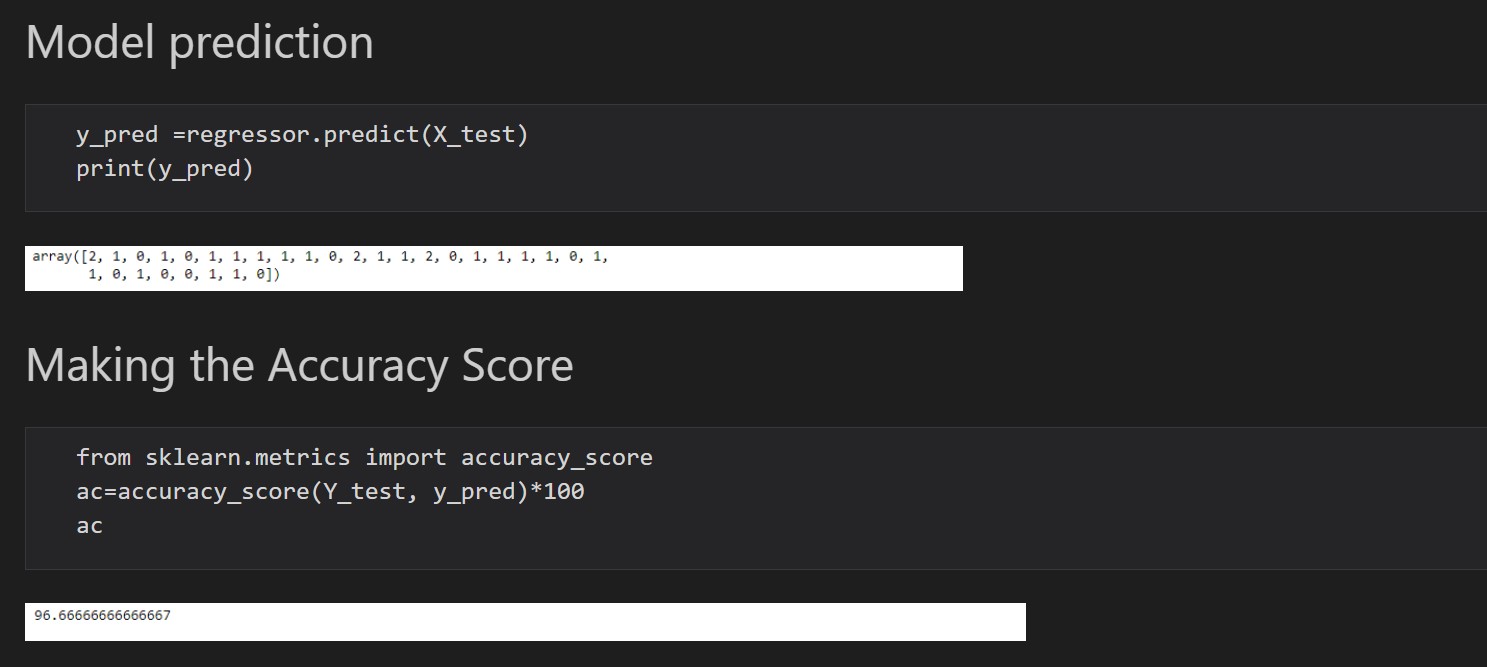 Model prediction
y_pred =regressor.predict(X_test)
print(y_pred)
array([2, 1, 0, 1, 0, 1, 1, 1, 1, 1, 0, 2, 1, 1, 2, 0, 1, 1, 1, 1, 0, 1,
1, 0, 1, 0, 0, 1, 1, 0])
Making the Accuracy Score
from sklearn.metrics import accuracy_score
ac=accuracy_score(Y_test, y_pred)*100
ac
96.66666666666667